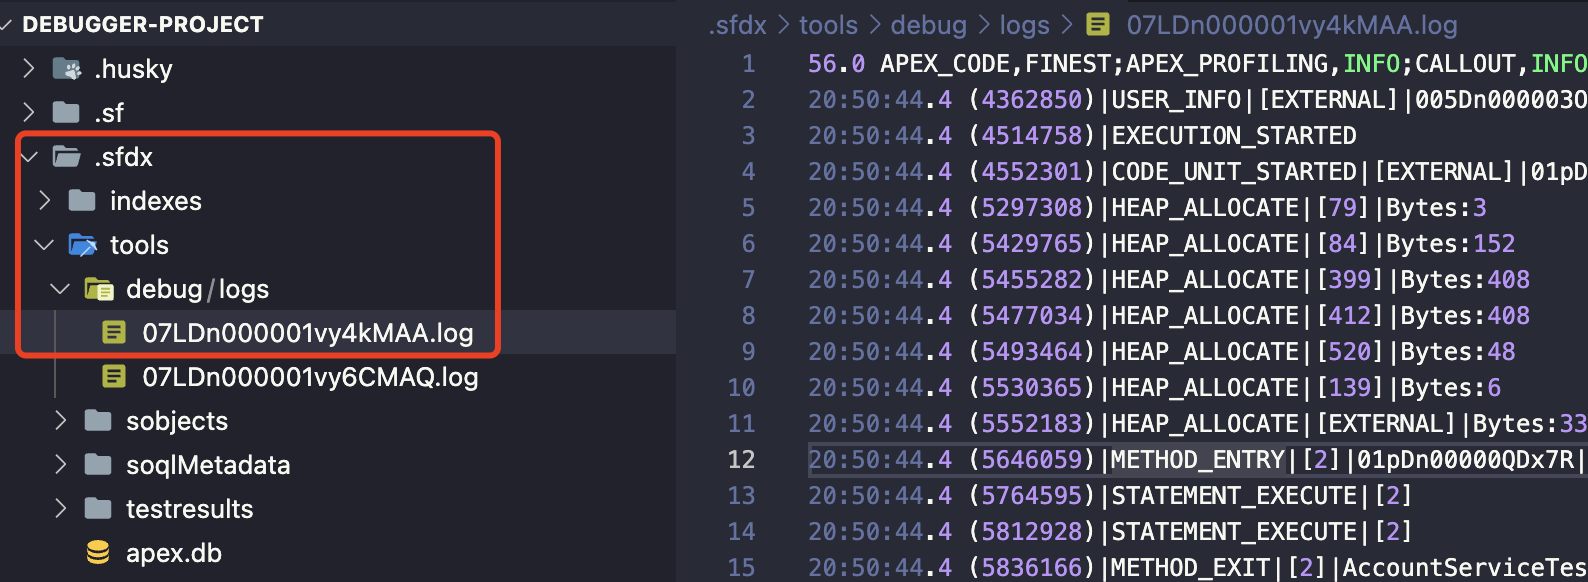 DEBUGGER-PROJECT
.husky
.sf
.sfdx
indexes
tools
debug/logs
07LDn000001vy4kMAA.log
07LDn000001vy6CMAQ.log
sobjects
soqlMetadata
testresults
apex.db
.sfdx > tools > debug > logs > 07LDn000001vy4kMAA.log
1 56.0 APEX_CODE,FINEST;APEX_PROFILING,INFO;CALLOUT,INFO
2 20:50:44.4 (4362850)|USER_INFO|[EXTERNAL]|005Dn000003O
3 20:50:44.4 (4514758)|EXECUTION_STARTED
4 20:50:44.4 (4552301)|CODE_UNIT_STARTED|[EXTERNAL]|01pD
5 20:50:44.4 (5297308)|HEAP_ALLOCATE|[79]|Bytes:3
6 20:50:44.4 (5429765)|HEAP_ALLOCATE|[84]|Bytes:152
7 20:50:44.4 (5455282)|HEAP_ALLOCATE|[399]|Bytes:408
8 20:50:44.4 (5477034)|HEAP_ALLOCATE|[412]|Bytes:408
9 20:50:44.4 (5493464)|HEAP_ALLOCATE|[520]|Bytes:48
10 20:50:44.4 (5530365)|HEAP_ALLOCATE|[139]|Bytes:6
11 20:50:44.4 (5552183)|HEAP_ALLOCATE|[EXTERNAL]|Bytes:33
12 20:50:44.4 (5646059)|METHOD_ENTRY|[2]|01pDn00000QDx7R|
13 20:50:44.4 (5764595)|STATEMENT_EXECUTE|[2]
14 20:50:44.4 (5812928)|STATEMENT_EXECUTE|[2]
15 20:50:44.4 (5836166)|METHOD_EXIT|[2]|AccountServiceTes